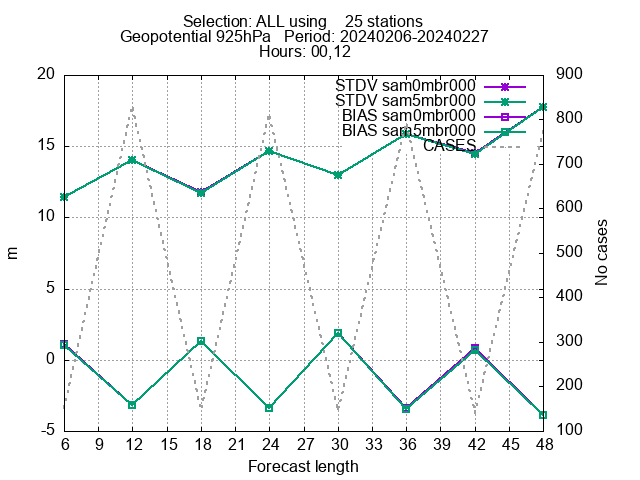 Selection: ALL using    25 stations
Geopotential 925hPa   Period: 20240206-20240227
Hours: 00,12
20 900
STDV sam0mbr000
STDV sam5mbr000
BIAS sam0mbr000 800
BIAS sam5mbr000
15 CASES
700
10 600
m
5 500
No cases
400
0 300
200
-5 100
6 9 12 15 18 21 24 27 30 33 36 39 42 45 48
Forecast length